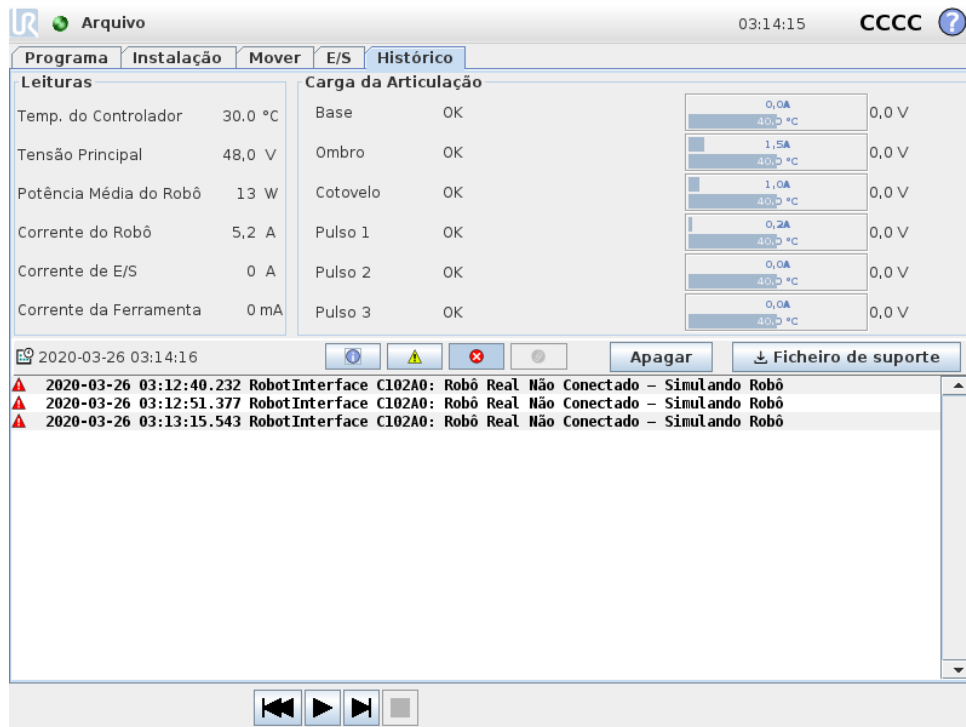 UR Arquivo 03:14:15 CCCC ?
Programa Instalação Mover E/S Histórico
Leituras Carga da Articulação
Temp. do Controlador 30.0 °C Base OK 0,0A 40.0 °C 0,0 V
Tensão Principal 48,0 V Ombro OK 1,5A 40.0 °C 0,0 V
Potência Média do Robô 13 W Cotovelo OK 1,0A 40.0 °C 0,0 V
Corrente do Robô 5,2 A Pulso 1 OK 0,2A 40.0 °C 0,0 V
Corrente de E/S 0 A Pulso 2 OK 0,0A 40.0 °C 0,0 V
Corrente da Ferramenta 0 mA Pulso 3 OK 0,0A 40.0 °C 0,0 V
2020-03-26 03:14:16 Apagar Ficheiro de suporte
2020-03-26 03:12:40.232 RobotInterface C102A0: Robô Real Não Conectado – Simulando Robô
2020-03-26 03:12:51.377 RobotInterface C102A0: Robô Real Não Conectado – Simulando Robô
2020-03-26 03:13:15.543 RobotInterface C102A0: Robô Real Não Conectado – Simulando Robô